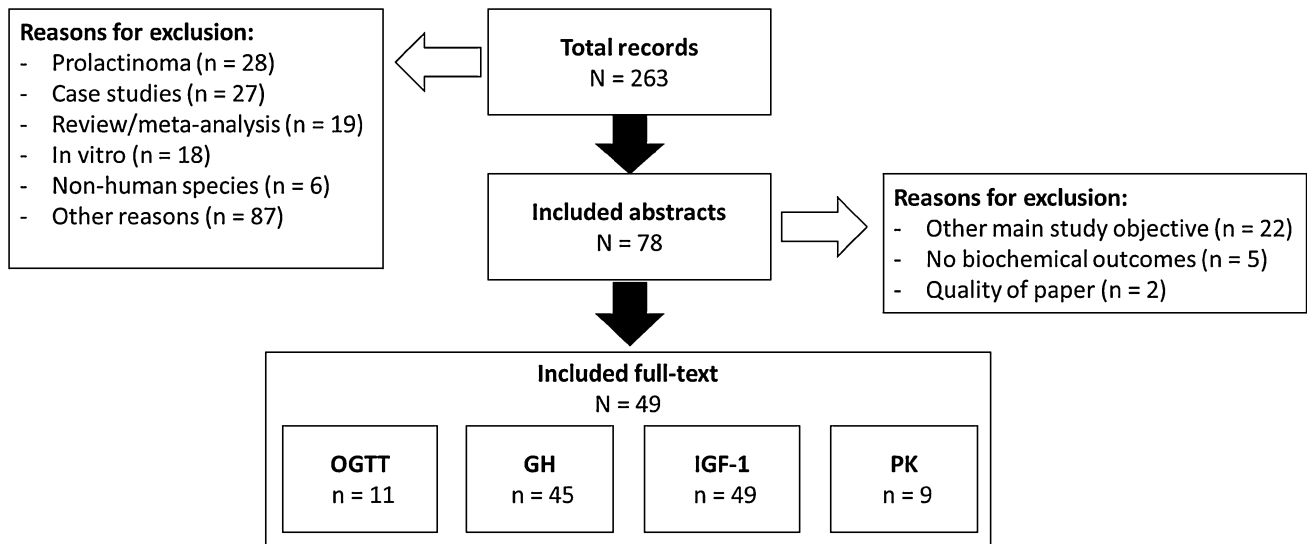 Reasons for exclusion:
- Prolactinoma (n = 28)
- Case studies (n = 27)
- Review/meta-analysis (n = 19)
- In vitro (n = 18)
- Non-human species (n = 6)
- Other reasons (n = 87)
Total records
N = 263
Included abstracts
N = 78
Reasons for exclusion:
- Other main study objective (n = 22)
- No biochemical outcomes (n = 5)
- Quality of paper (n = 2)
Included full-text
N = 49
OGTT
n = 11
GH
n = 45
IGF-1
n = 49
PK
n = 9